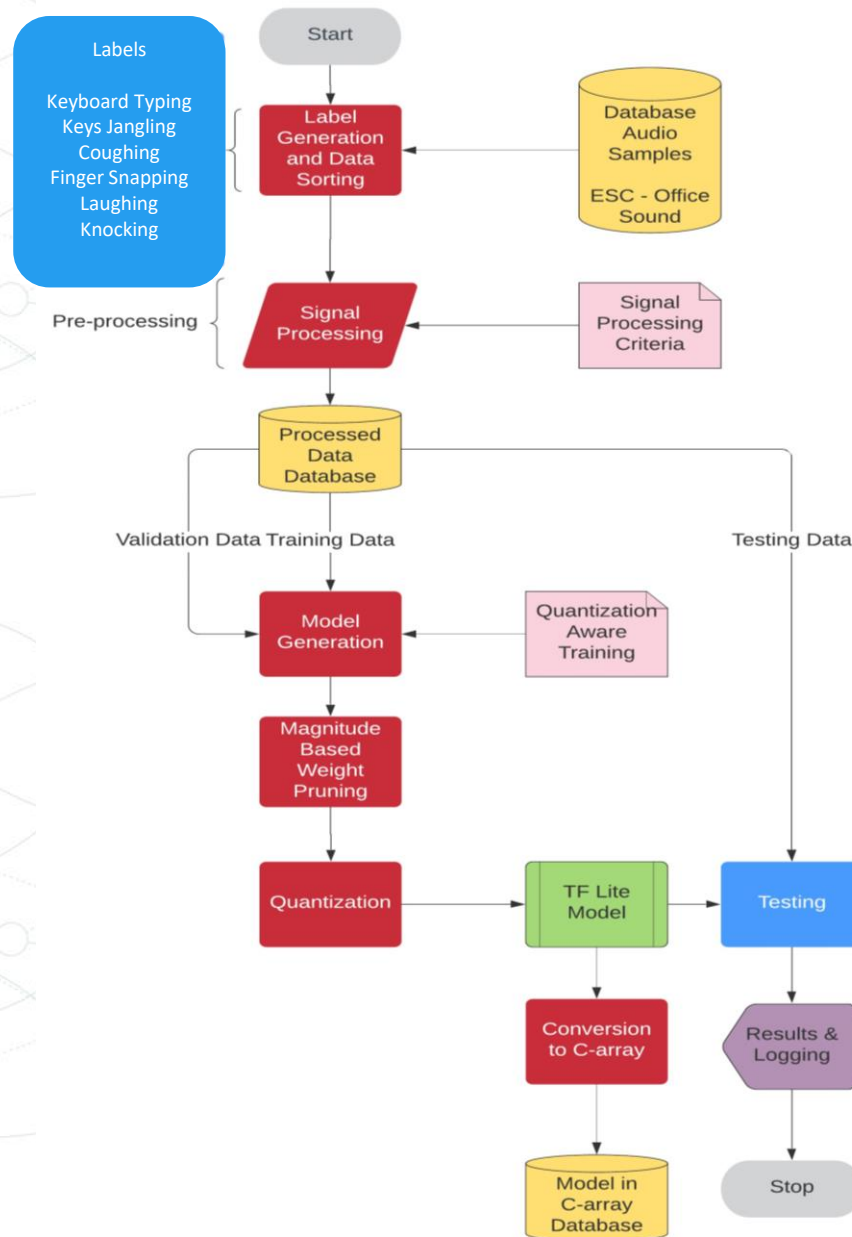 Labels
Keyboard Typing
Keys Jangling
Coughing
Finger Snapping
Laughing
Knocking
Start
Label
Generation
and Data
Sorting
Database
Audio
Samples
ESC - Office
Sound
Pre-processing
Signal
Processing
Signal
Processing
Criteria
Processed
Data
Database
Validation Data
Training Data
Testing Data
Model
Generation
Quantization
Aware
Training
Magnitude
Based
Weight
Pruning
Quantization
TF Lite
Model
Testing
Conversion
to C-array
Results &
Logging
Model in
C-array
Database
Stop